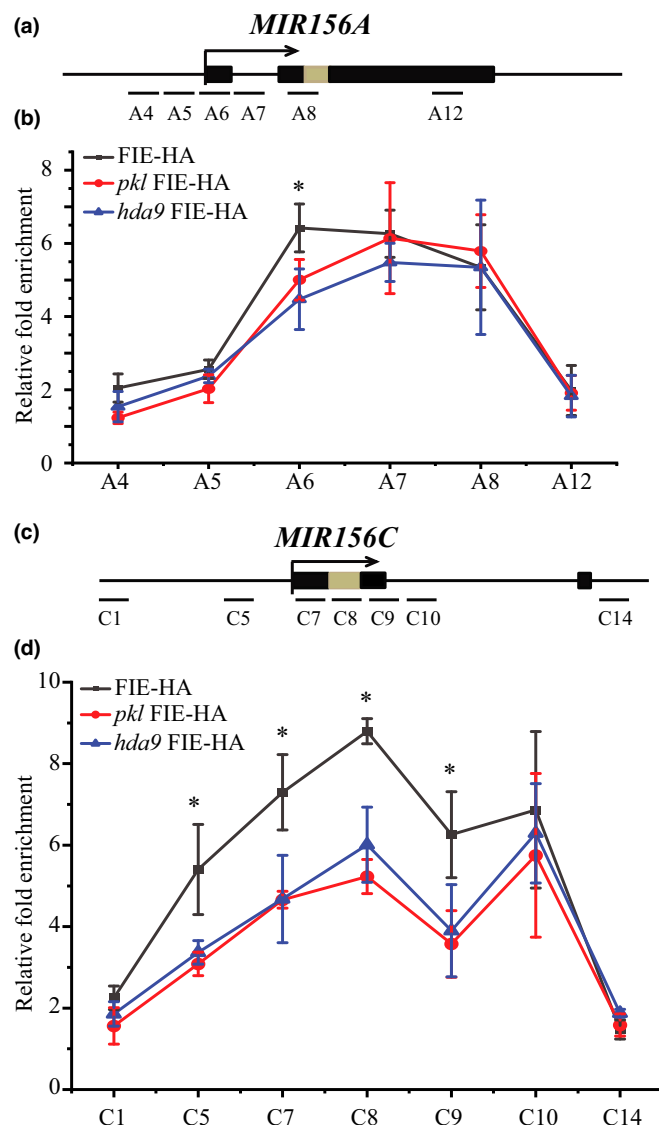 (a)
MIR156A
A4 A5 A6 A7 A8 A12
(b)
Relative fold enrichment
8
6
4
2
0
FIE-HA
pkl FIE-HA
hda9 FIE-HA
*
A4 A5 A6 A7 A8 A12
(c)
MIR156C
C1 C5 C7 C8 C9 C10 C14
(d)
Relative fold enrichment
10
8
6
4
2
0
FIE-HA
pkl FIE-HA
hda9 FIE-HA
* * * *
C1 C5 C7 C8 C9 C10 C14